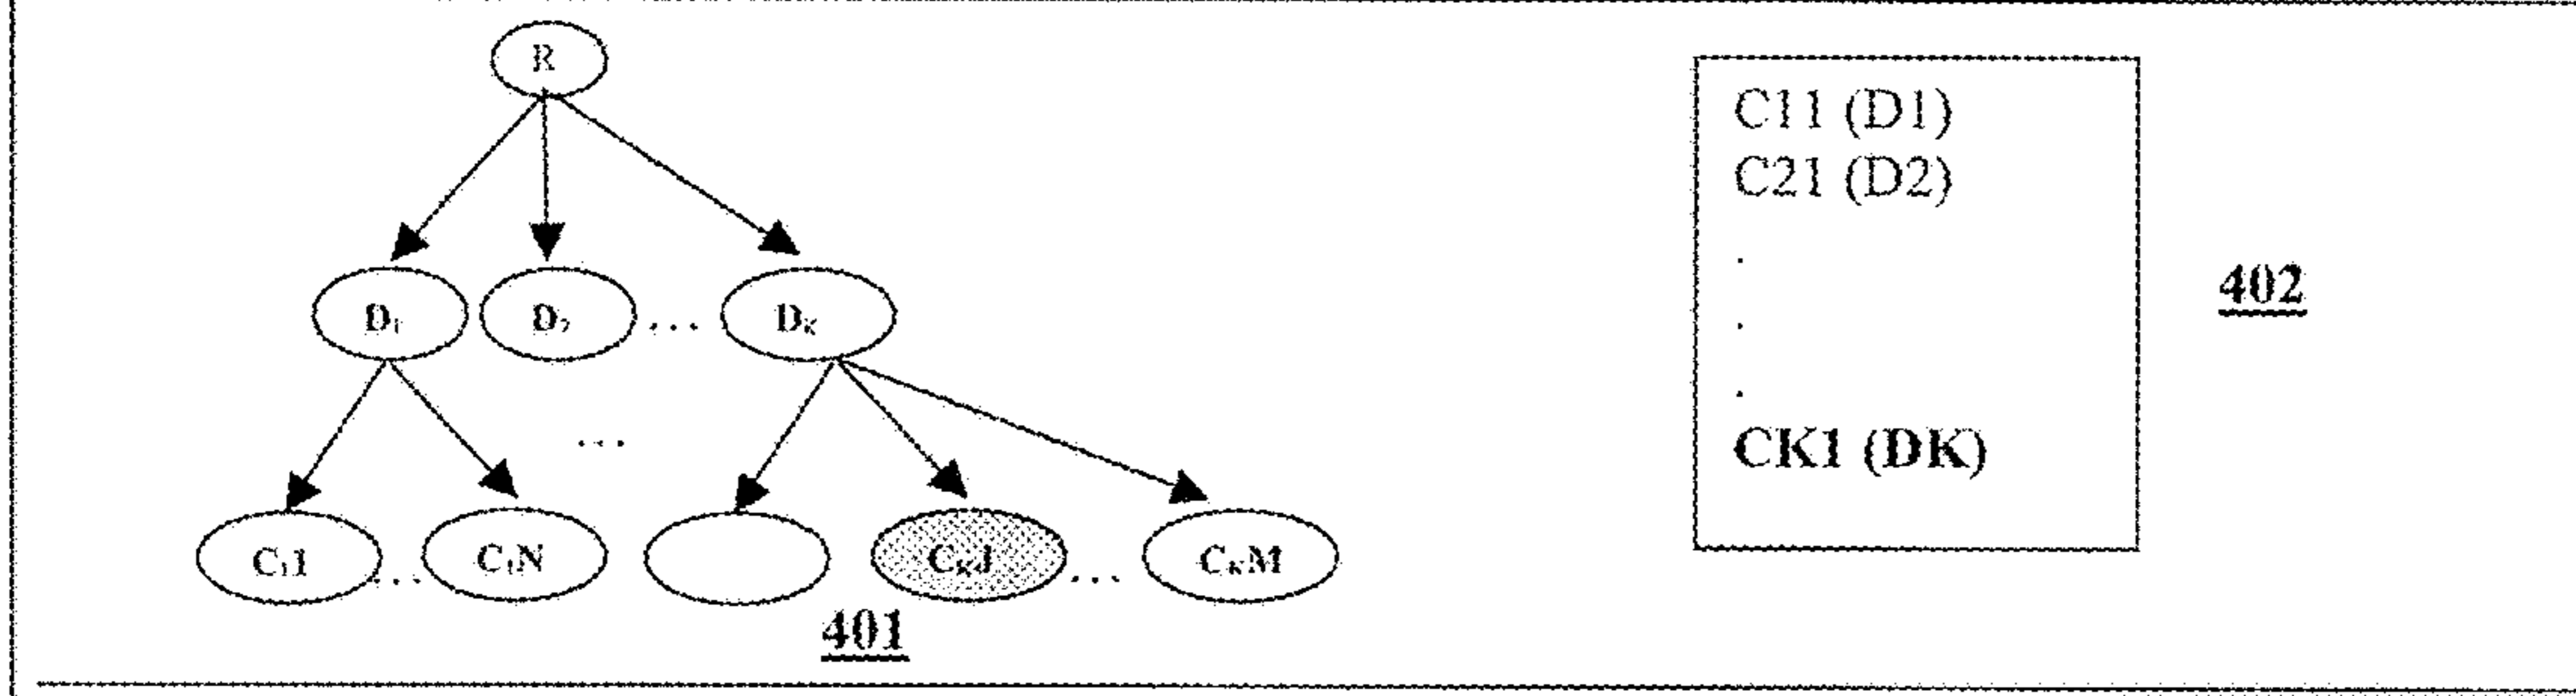 R
D₁ D₂ ... Dₖ
...
C₁1 ... C₁N CₖJ ... CₖM
401
C11 (D1)
C21 (D2)
.
.
.
CK1 (DK)
402